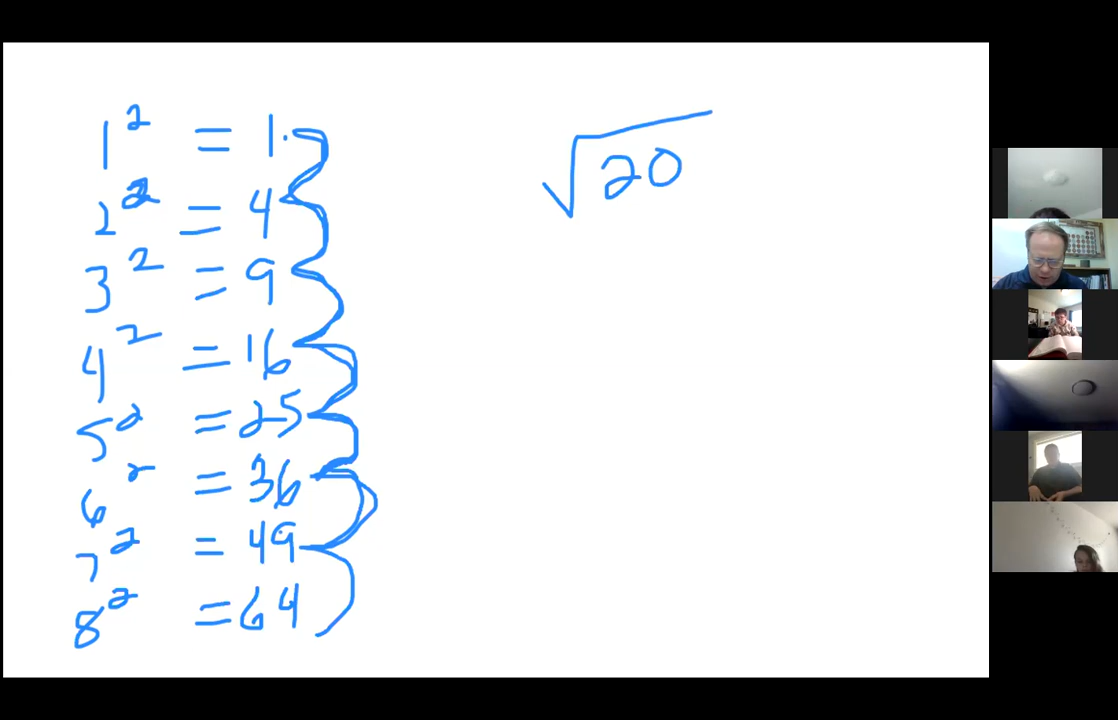 1² = 1.
2² = 4
3² = 9
4² = 16
5² = 25
6² = 36
7² = 49
8² = 64
√20